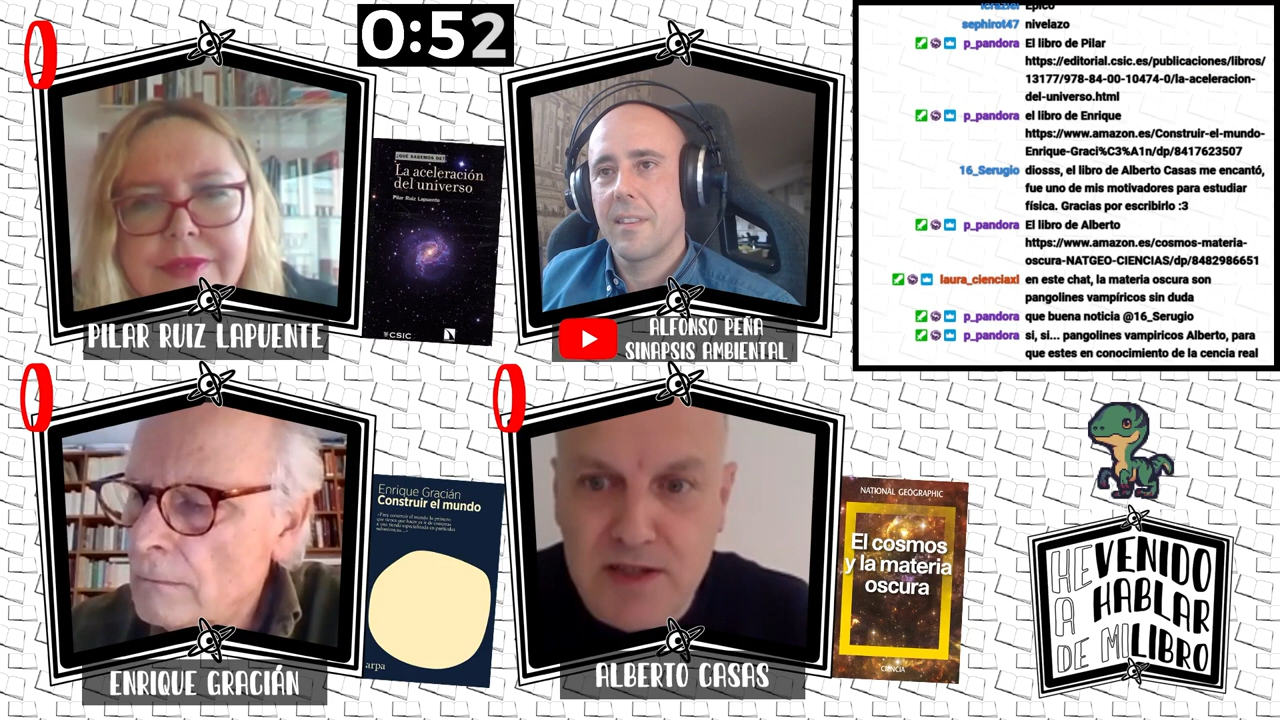 0
0:52
¿QUÉ SABEMOS DE?
La aceleración
del universo
Pilar Ruiz Lapuente
CSIC
PILAR RUIZ LAPUENTE
ALFONSO PEÑA
SINAPSIS AMBIENTAL
Épico
sephirot47 nivelazo
p_pandora El libro de Pilar
https://editorial.csic.es/publicaciones/libros/
13177/978-84-00-10474-0/la-aceleracion-
del-universo.html
p_pandora el libro de Enrique
https://www.amazon.es/Construir-el-mundo-
Enrique-Graci%C3%A1n/dp/8417623507
16_Serugio diosss, el libro de Alberto Casas me encantó,
fue uno de mis motivadores para estudiar
física. Gracias por escribirlo :3
p_pandora El libro de Alberto
https://www.amazon.es/cosmos-materia-
oscura-NATGEO-CIENCIAS/dp/8482986651
laura_cienciaxl en este chat, la materia oscura son
pangolines vampíricos sin duda
p_pandora que buena noticia @16_Serugio
p_pandora si, si... pangolines vampiricos Alberto, para
que estes en conocimiento de la cencia real
0
Enrique Gracián
Construir el mundo
arpa
ENRIQUE GRACIÁN
0
NATIONAL GEOGRAPHIC
El cosmos
y la materia
oscura
CIENCIA
ALBERTO CASAS
HE VENIDO
A HABLAR
DE MI LIBRO